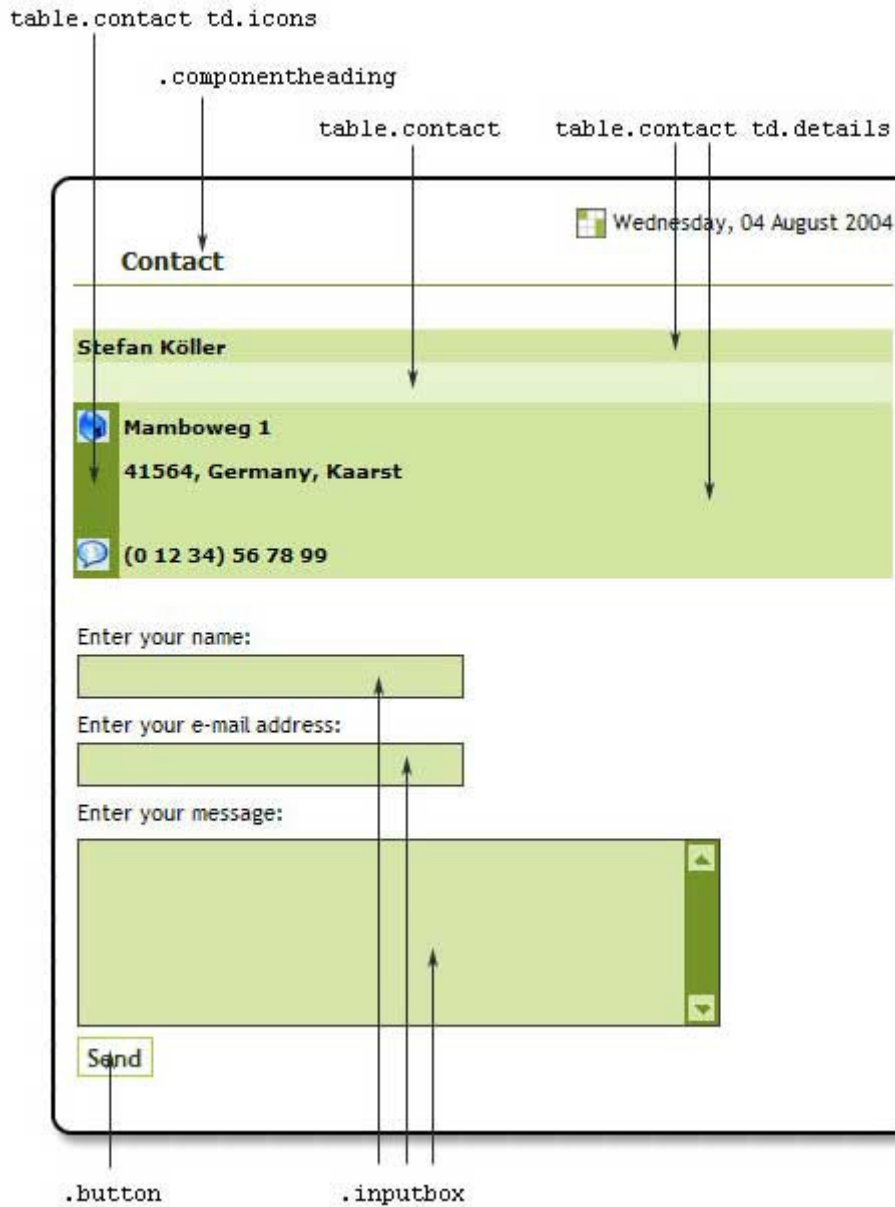 table.contact td.icons
.componentheading
table.contact
table.contact td.details
Wednesday, 04 August 2004
Contact
Stefan Köller
Mamboweg 1
41564, Germany, Kaarst
(0 12 34) 56 78 99
Enter your name:
Enter your e-mail address:
Enter your message:
Send
.button
.inputbox